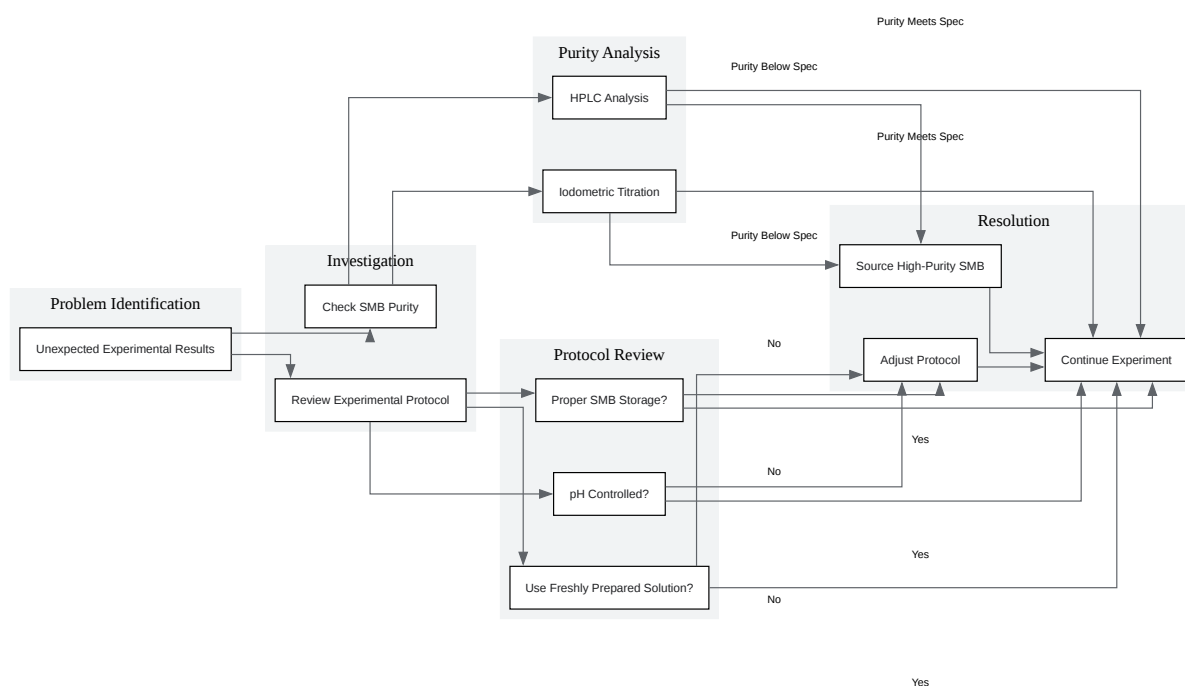 Purity Meets Spec
Purity Analysis
Purity Below Spec
HPLC Analysis
Purity Meets Spec
Iodometric Titration
Resolution
Purity Below Spec
Investigation
Source High-Purity SMB
Problem Identification
Check SMB Purity
Unexpected Experimental Results
No
Protocol Review
Adjust Protocol
Continue Experiment
Review Experimental Protocol
Proper SMB Storage?
Yes
No
pH Controlled?
Yes
Use Freshly Prepared Solution?
No
Yes